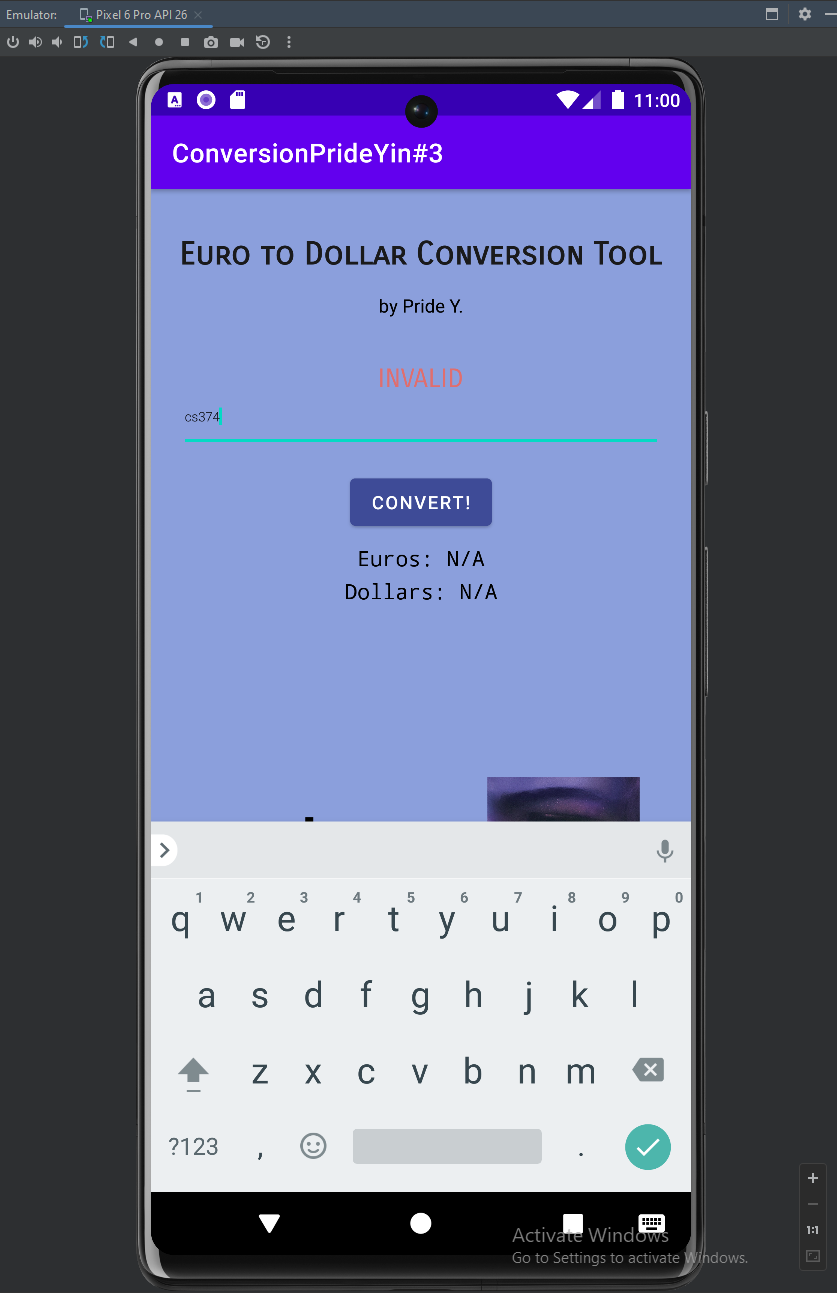 Emulator: Pixel 6 Pro API 26
11:00
ConversionPrideYin#3
Euro to Dollar Conversion Tool
by Pride Y.
INVALID
cs374
CONVERT!
Euros: N/A
Dollars: N/A
1 2 3 4 5 6 7 8 9 0
q w e r t y u i o p
a s d f g h j k l
z x c v b n m
?123 , .
1:1
Activate Windows
Go to Settings to activate Windows.